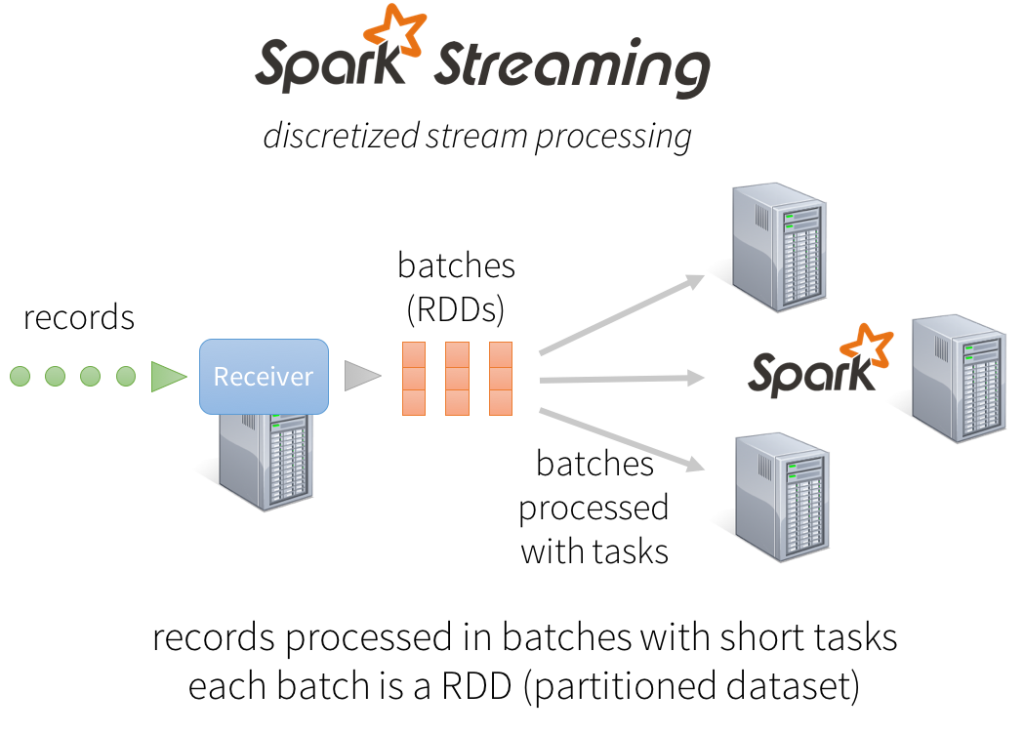 Spark Streaming
discretized stream processing
records
Receiver
batches
(RDDs)
Spark
batches
processed
with tasks
records processed in batches with short tasks
each batch is a RDD (partitioned dataset)